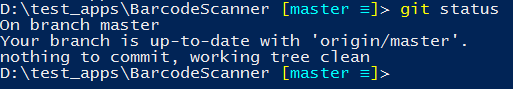 D:\test_apps\BarcodeScanner [master ≡]> git status
On branch master
Your branch is up-to-date with 'origin/master'.
nothing to commit, working tree clean
D:\test_apps\BarcodeScanner [master ≡]>